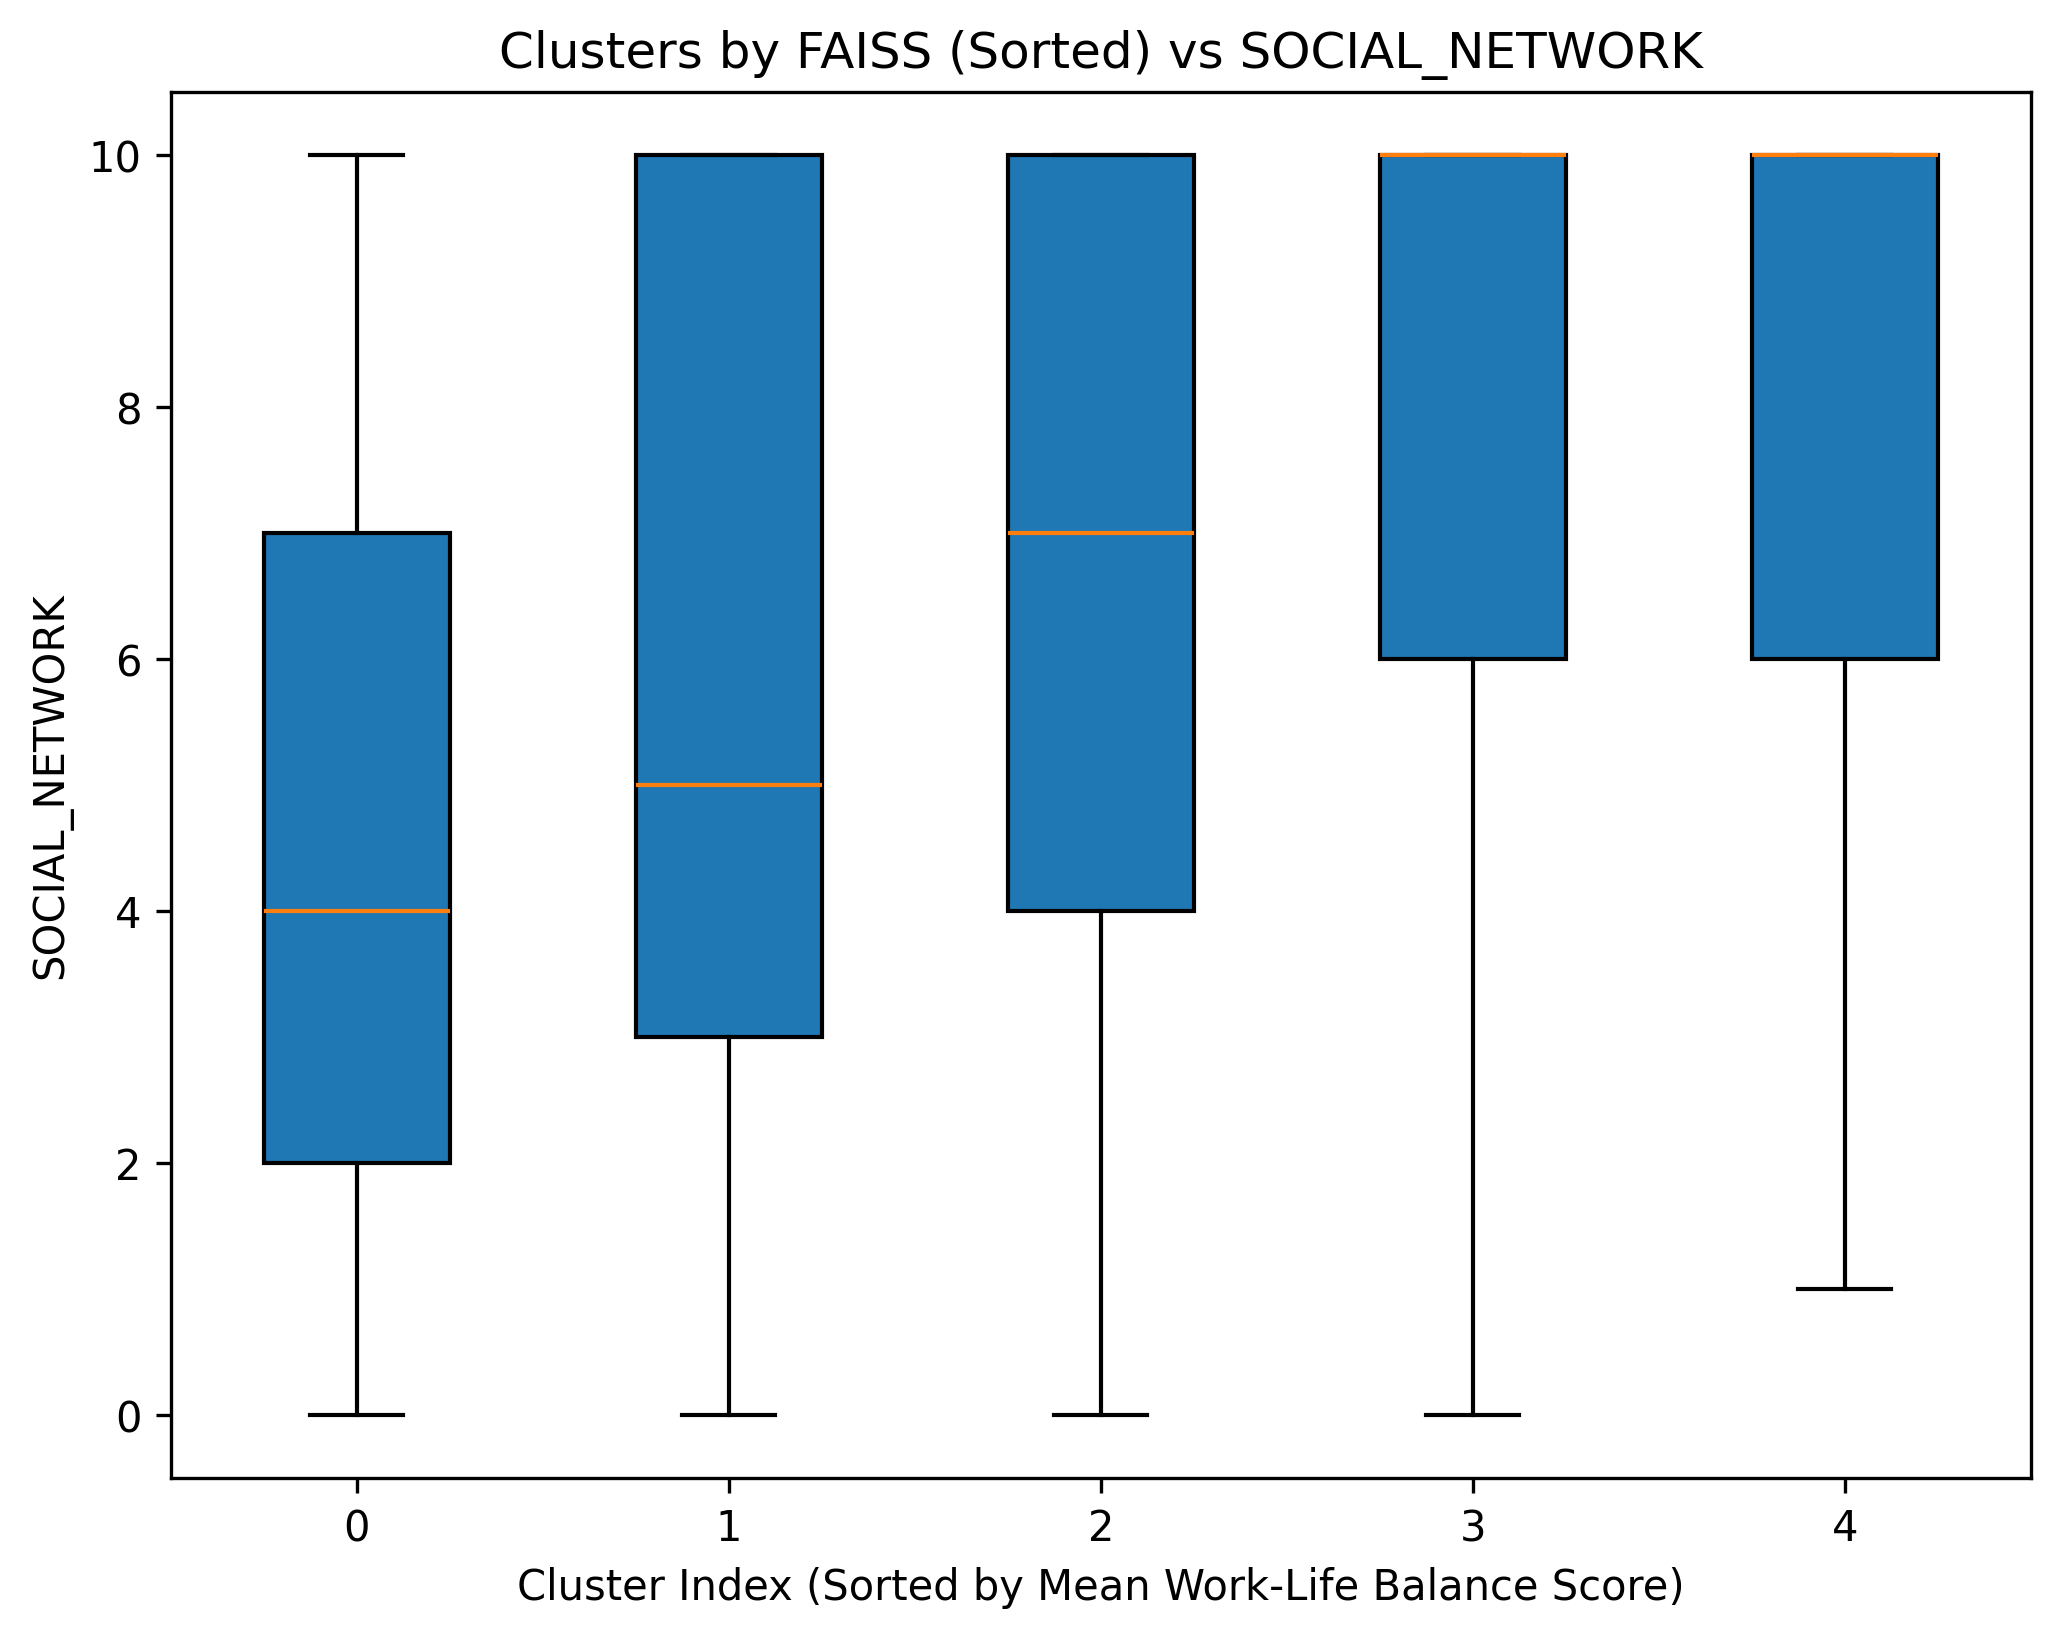 Clusters by FAISS (Sorted) vs SOCIAL_NETWORK
SOCIAL_NETWORK
10
8
6
4
2
0
0 1 2 3 4
Cluster Index (Sorted by Mean Work-Life Balance Score)